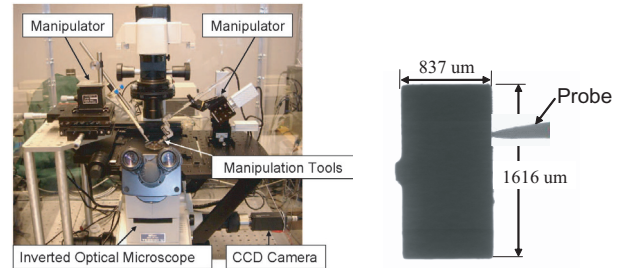 Manipulator
Manipulator
Manipulation Tools
Inverted Optical Microscope
CCD Camera
837 um
Probe
1616 um